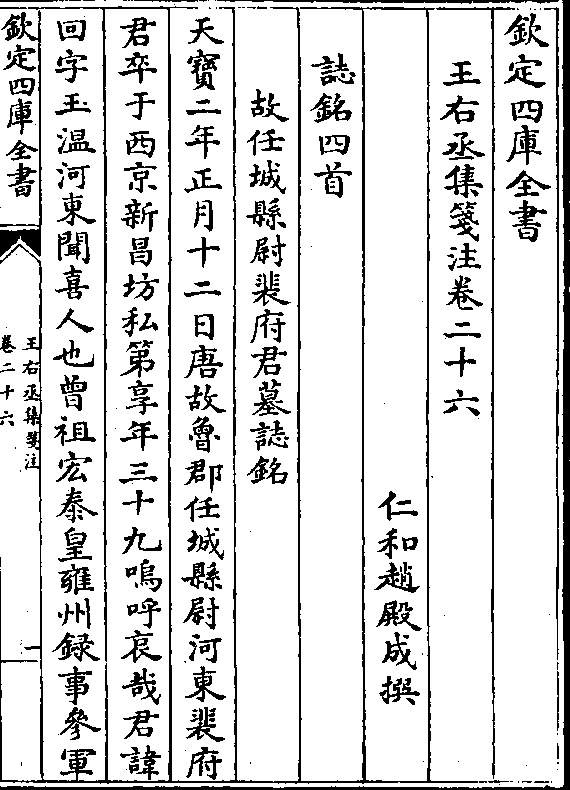 欽定四庫全書
王右丞集箋注卷二十六
仁和趙殿成撰
誌銘四首
故任城縣尉裴府君墓誌銘
天寶二年正月十二日唐故魯郡任城縣尉河東裴府
君卒于西京新昌坊私第享年三十九嗚呼哀哉君諱
回字玉温河東聞喜人也曾祖宏泰皇雍州録事參軍
欽定四庫全書
王右丞集箋注
卷二十六
一